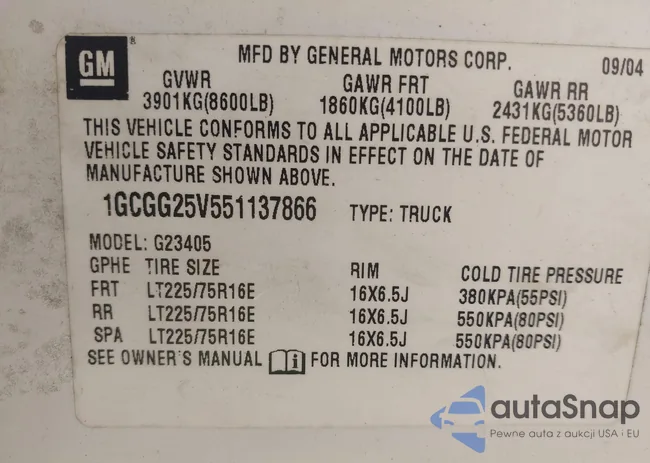 GM ®
MFD BY GENERAL MOTORS CORP. 09/04
GVWR GAWR FRT GAWR RR
3901KG(8600LB) 1860KG(4100LB) 2431KG(5360LB)
THIS VEHICLE CONFORMS TO ALL APPLICABLE U.S. FEDERAL MOTOR
VEHICLE SAFETY STANDARDS IN EFFECT ON THE DATE OF
MANUFACTURE SHOWN ABOVE.
1GCGG25V551137866 TYPE: TRUCK
MODEL: G23405
GPHE TIRE SIZE RIM COLD TIRE PRESSURE
FRT LT225/75R16E 16X6.5J 380KPA(55PSI)
RR LT225/75R16E 16X6.5J 550KPA(80PSI)
SPA LT225/75R16E 16X6.5J 550KPA(80PSI)
SEE OWNER'S MANUAL i FOR MORE INFORMATION.
autaSnap
Pewne auta z aukcji USA i EU